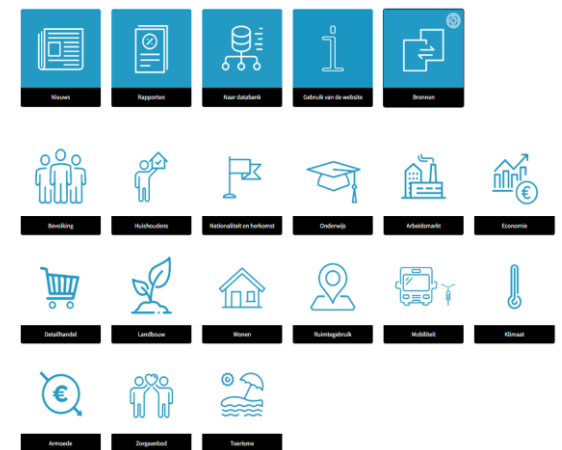 Nieuws
Rapporten
Naar databank
Gebruik van de website
Bronnen
Bevolking
Huishoudens
Nationaliteit en herkomst
Onderwijs
Arbeidsmarkt
Economie
Detailhandel
Landbouw
Wonen
Ruimtegebruik
Mobiliteit
Klimaat
Armoede
Zorgaanbod
Toerisme